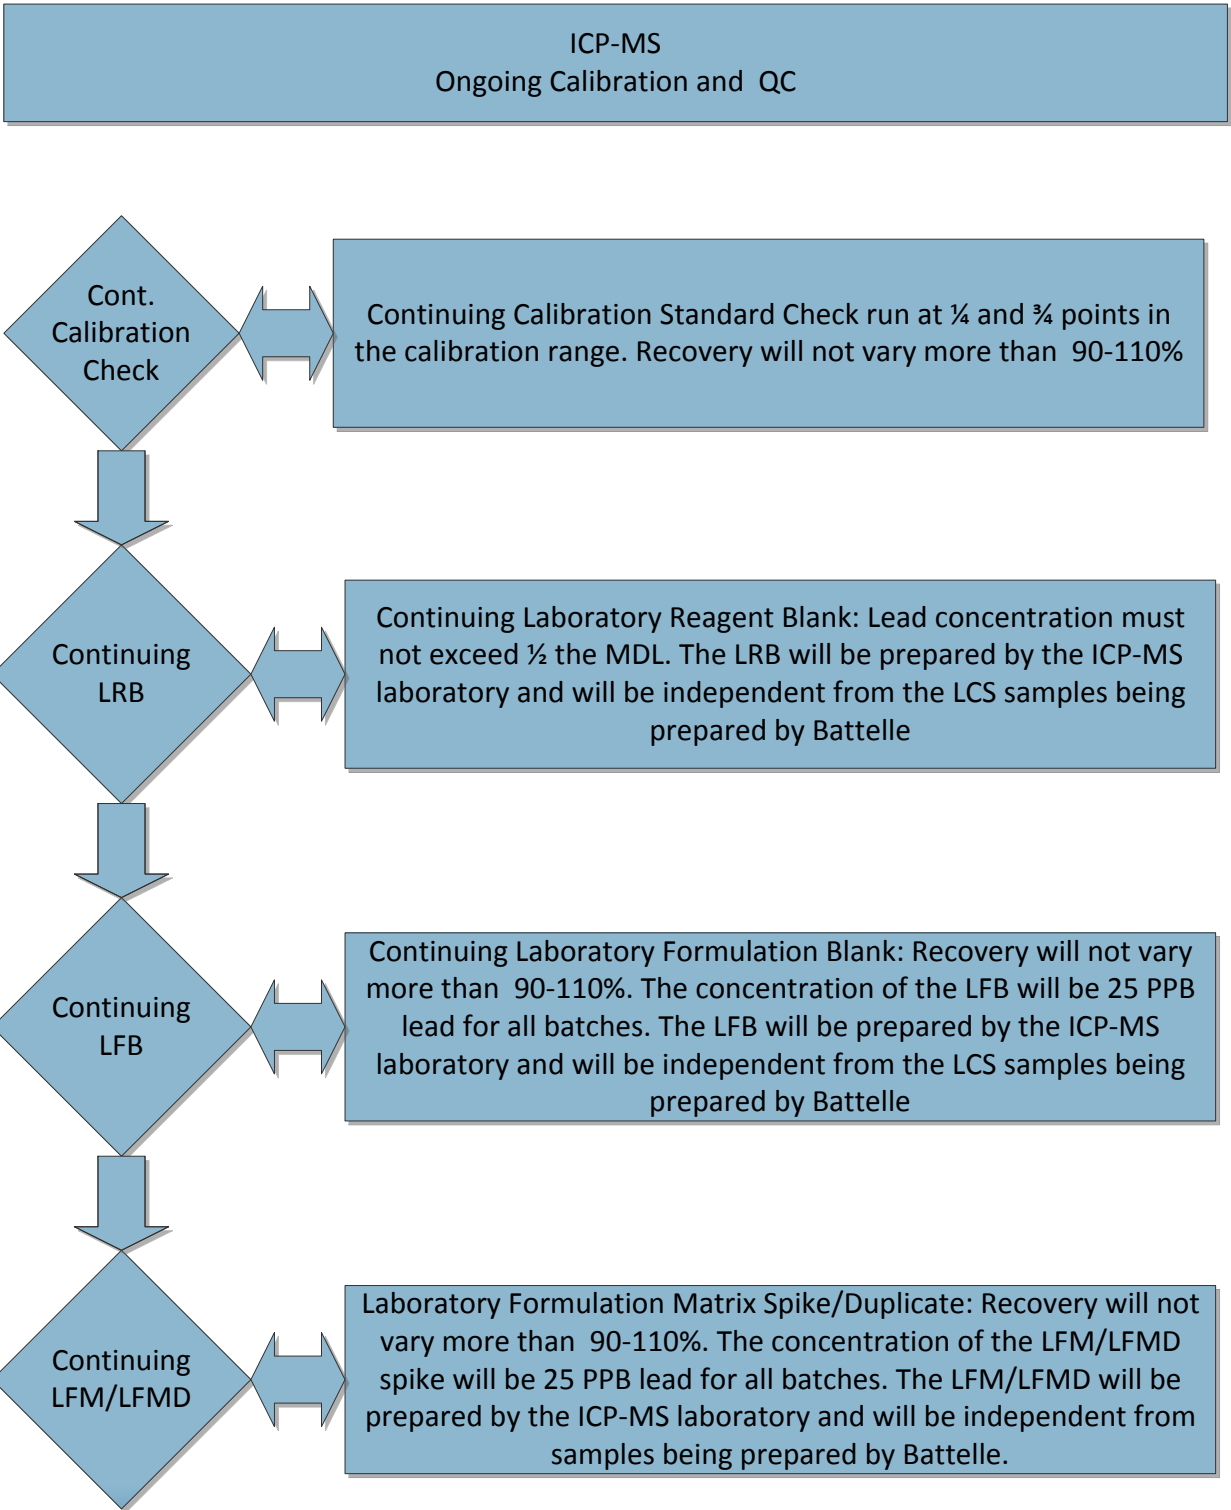 ICP-MS
Ongoing Calibration and  QC
Cont.
Calibration
Check
Continuing Calibration Standard Check run at ¼ and ¾ points in
the calibration range. Recovery will not vary more than  90-110%
Continuing
LRB
Continuing Laboratory Reagent Blank: Lead concentration must
not exceed ½ the MDL. The LRB will be prepared by the ICP-MS
laboratory and will be independent from the LCS samples being
prepared by Battelle
Continuing
LFB
Continuing Laboratory Formulation Blank: Recovery will not vary
more than  90-110%. The concentration of the LFB will be 25 PPB
lead for all batches. The LFB will be prepared by the ICP-MS
laboratory and will be independent from the LCS samples being
prepared by Battelle
Continuing
LFM/LFMD
Laboratory Formulation Matrix Spike/Duplicate: Recovery will not
vary more than  90-110%. The concentration of the LFM/LFMD
spike will be 25 PPB lead for all batches. The LFM/LFMD will be
prepared by the ICP-MS laboratory and will be independent from
samples being prepared by Battelle.